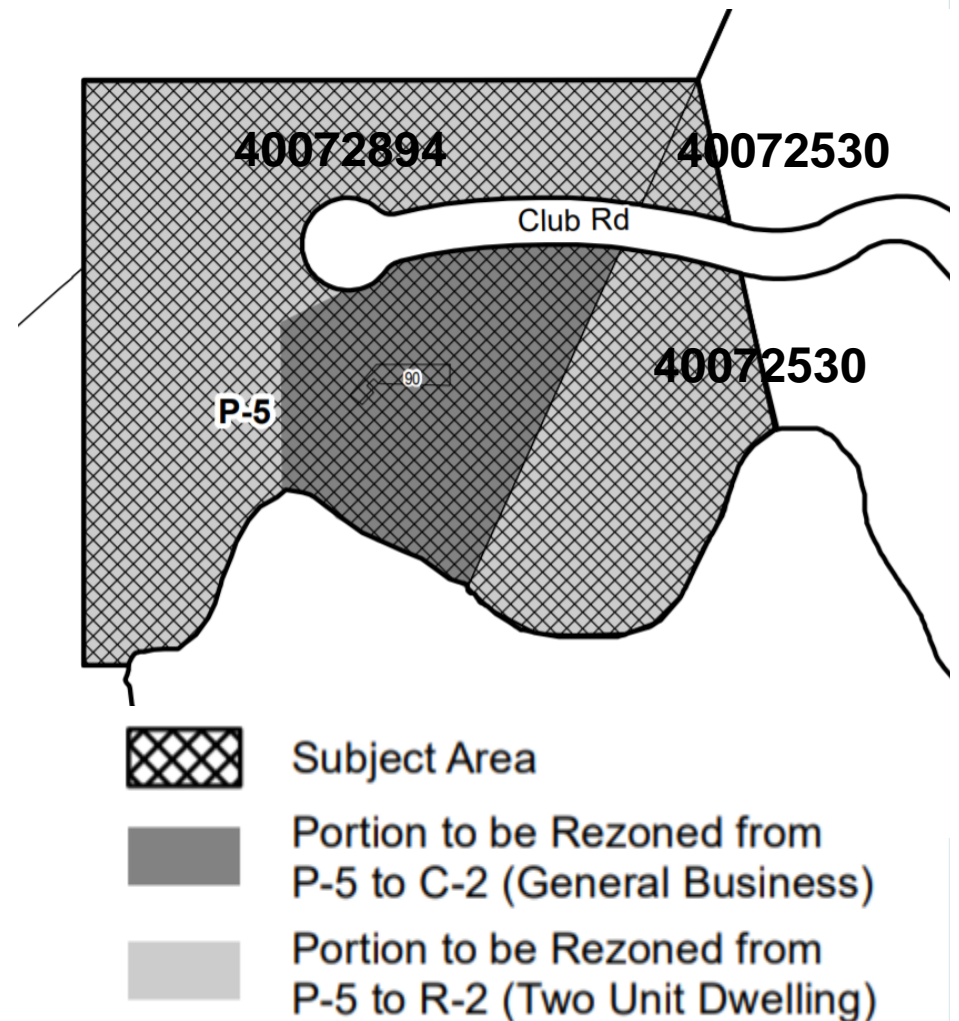 40072894
40072530
Club Rd
40072530
90
P-5
Subject Area
Portion to be Rezoned from
P-5 to C-2 (General Business)
Portion to be Rezoned from
P-5 to R-2 (Two Unit Dwelling)